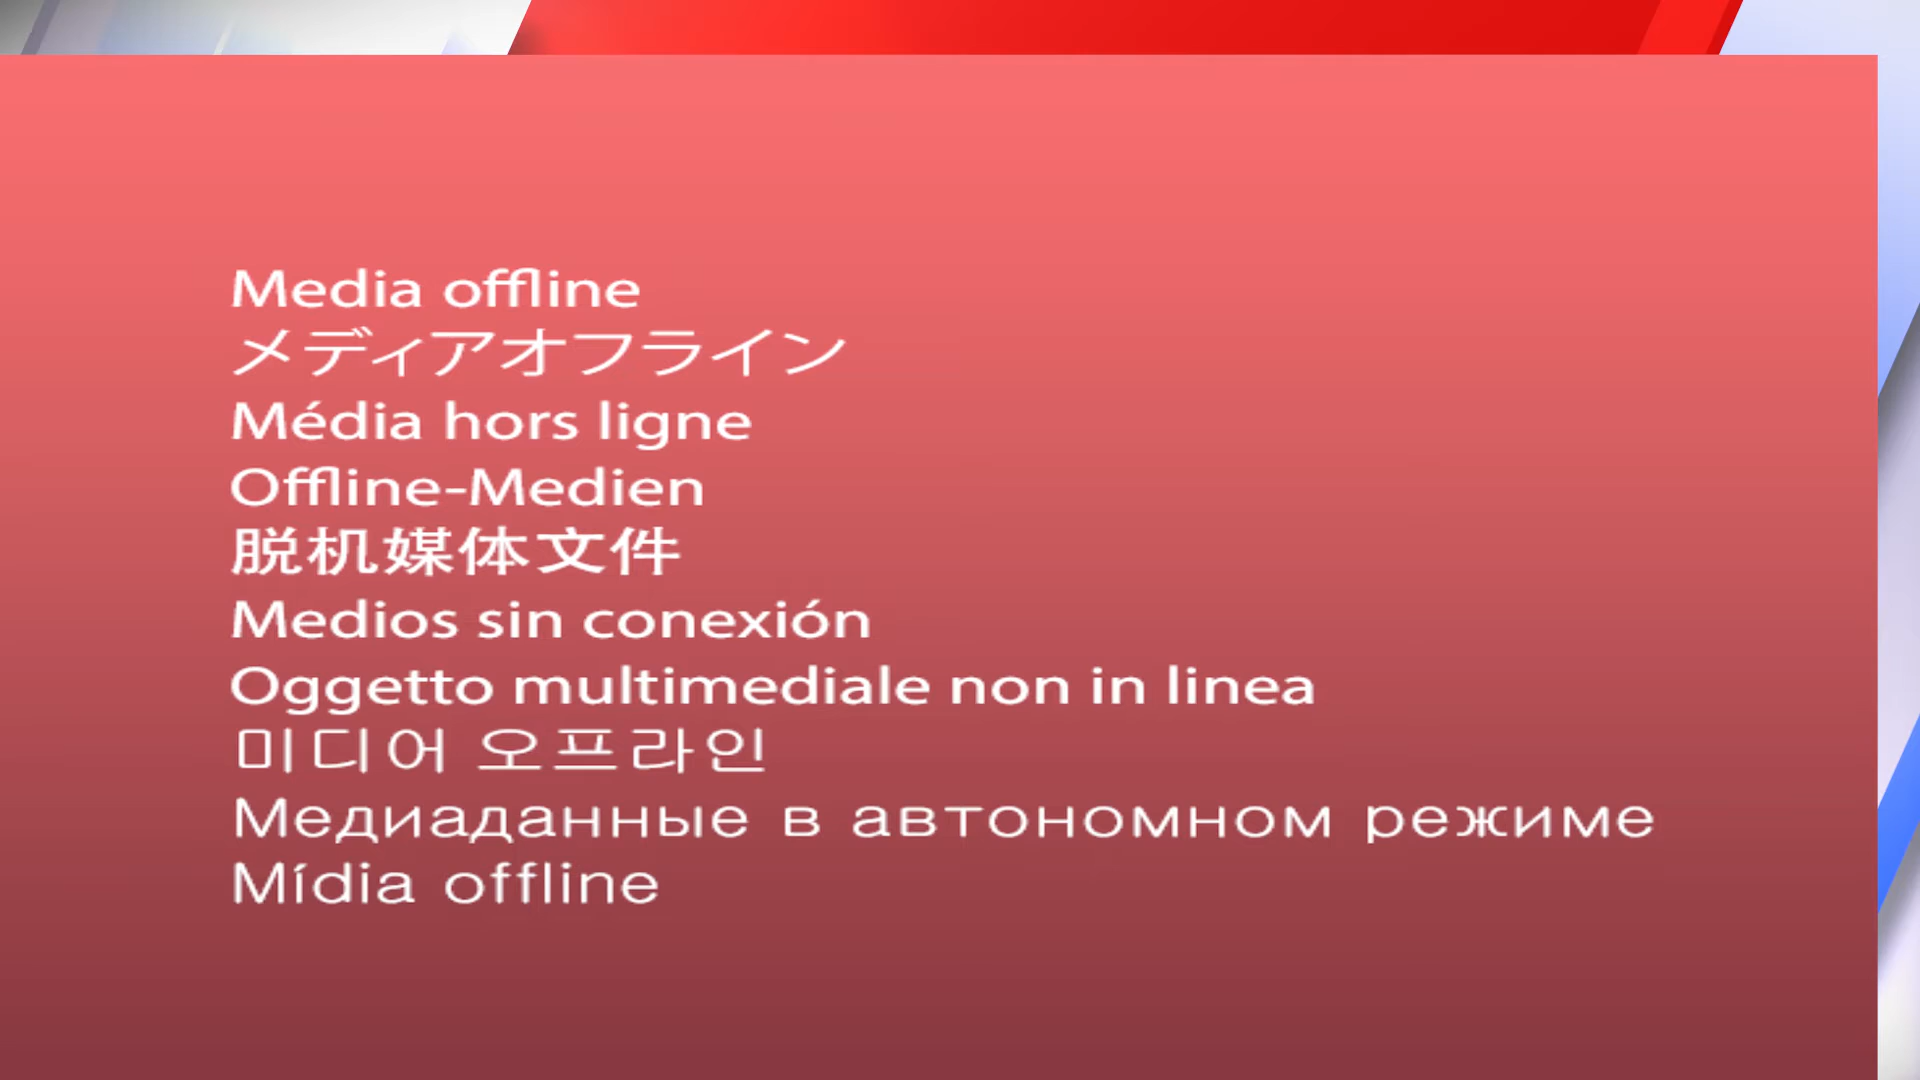 Media offline
メディアオフライン
Média hors ligne
Offline-Medien
脱机媒体文件
Medios sin conexión
Oggetto multimediale non in linea
미디어 오프라인
Медиаданные в автономном режиме
Mídia offline